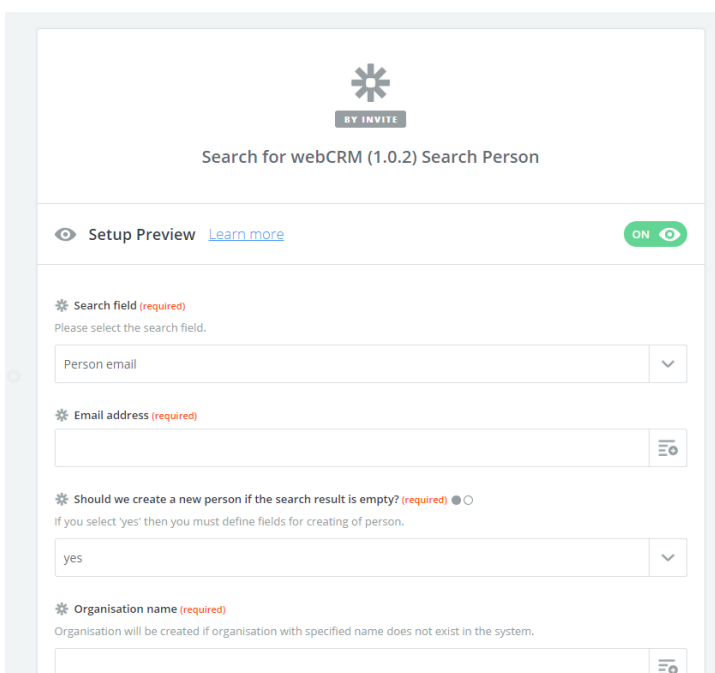 BY INVITE
Search for webCRM (1.0.2) Search Person
Setup Preview Learn more
ON
Search field (required)
Please select the search field.
Person email
Email address (required)
Should we create a new person if the search result is empty? (required)
If you select 'yes' then you must define fields for creating of person.
yes
Organisation name (required)
Organisation will be created if organisation with specified name does not exist in the system.